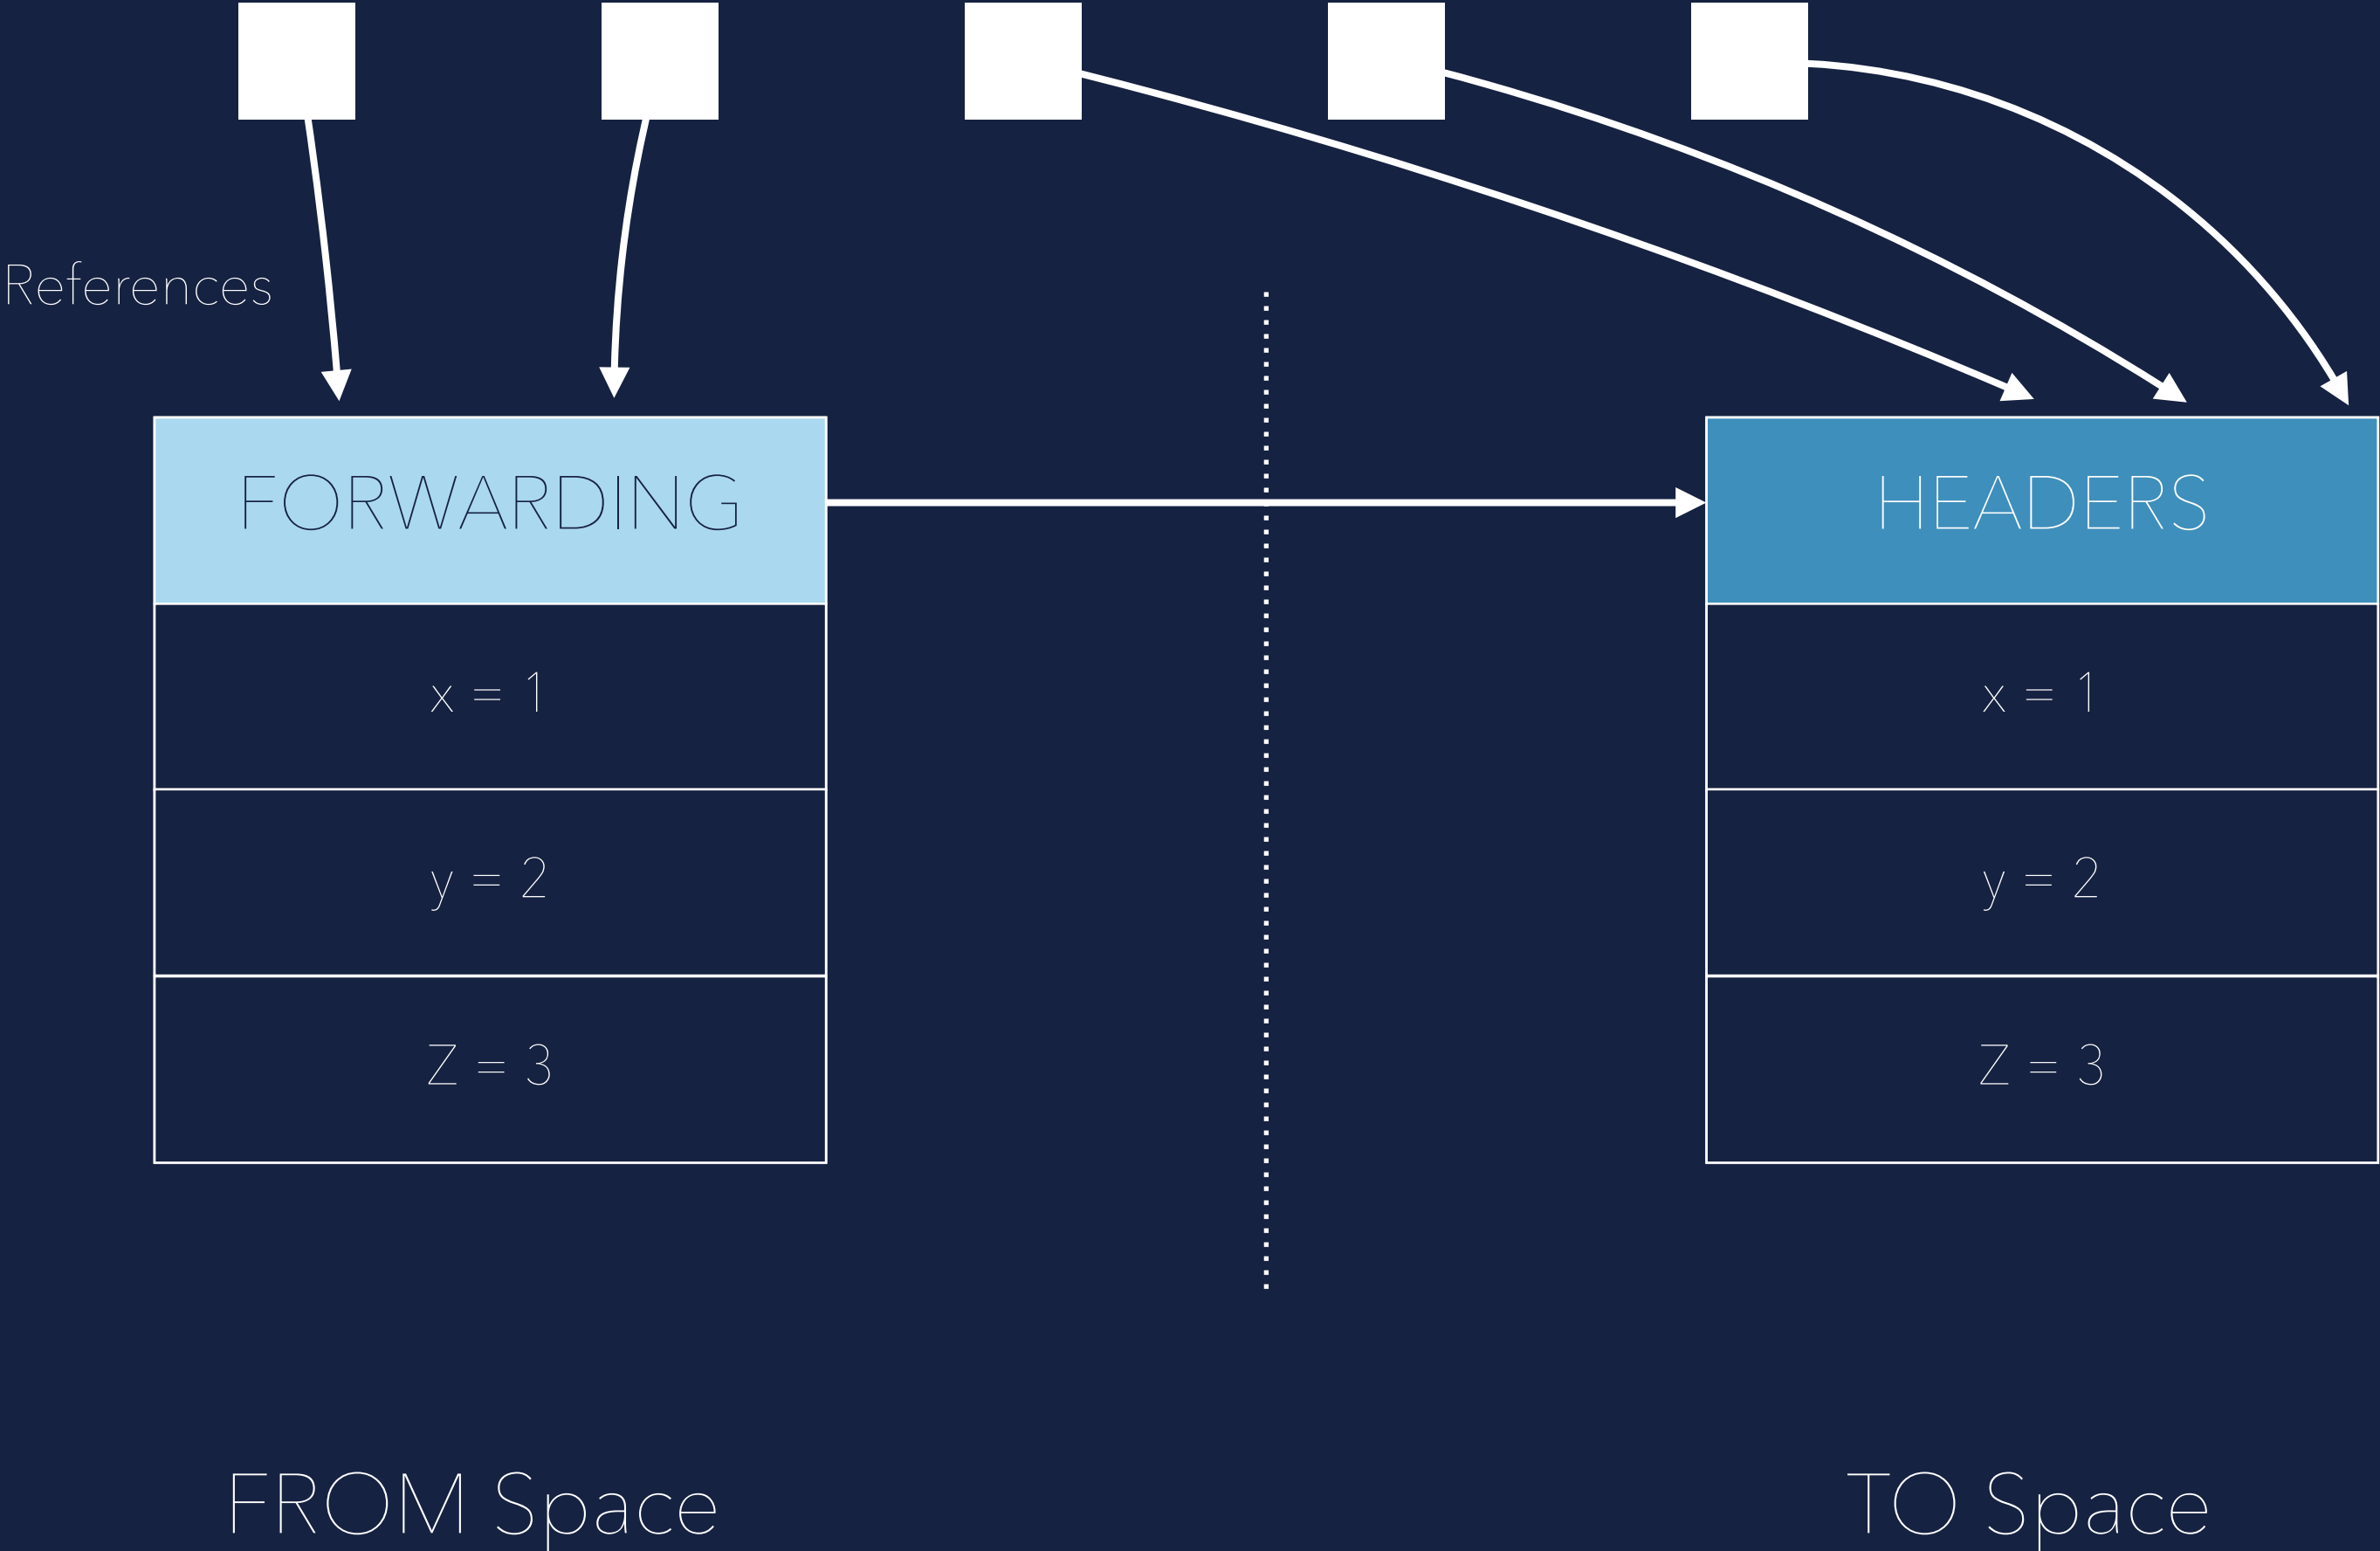 References
FORWARDING
HEADERS
x = 1
x = 1
y = 2
y = 2
Z = 3
Z = 3
FROM Space
TO Space